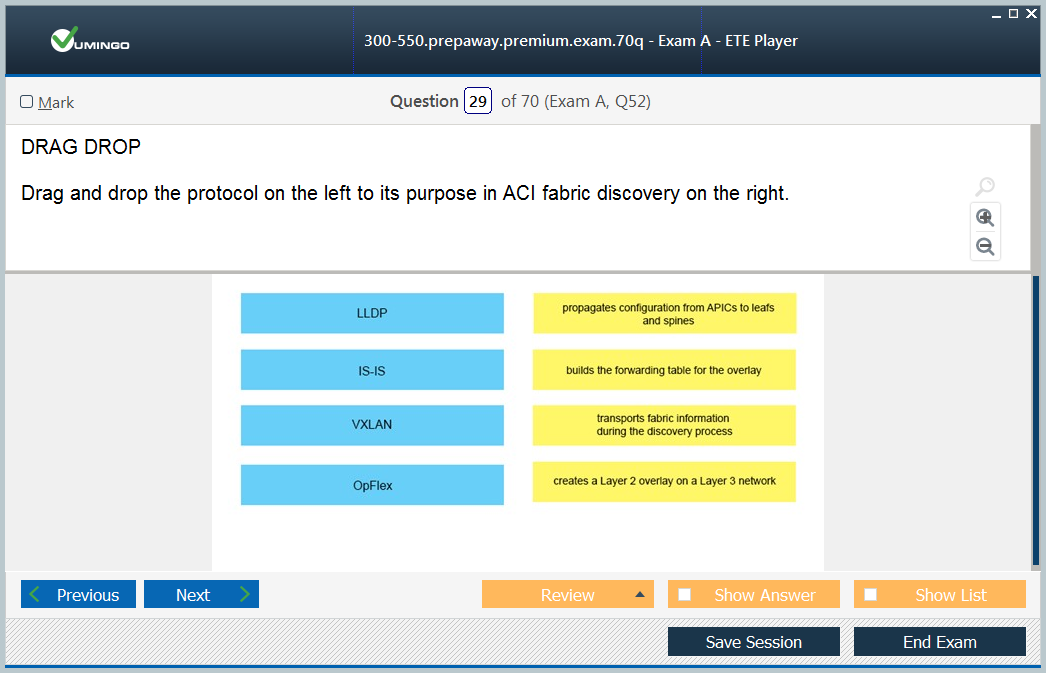 VUMINGO
300-550.prepaway.premium.exam.70q - Exam A - ETE Player
Mark
Question 29 of 70 (Exam A, Q52)
DRAG DROP
Drag and drop the protocol on the left to its purpose in ACI fabric discovery on the right.
LLDP
propagates configuration from APICs to leafs
and spines
IS-IS
builds the forwarding table for the overlay
VXLAN
transports fabric information
during the discovery process
OpFlex
creates a Layer 2 overlay on a Layer 3 network
Previous
Next
Review
Show Answer
Show List
Save Session
End Exam